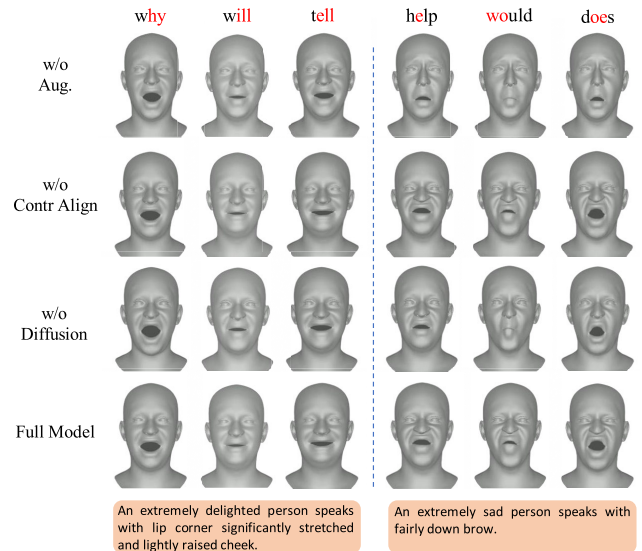 why will tell help would does
w/o
Aug.
w/o
Contr Align
w/o
Diffusion
Full Model
An extremely delighted person speaks
with lip corner significantly stretched
and lightly raised cheek.
An extremely sad person speaks with
fairly down brow.